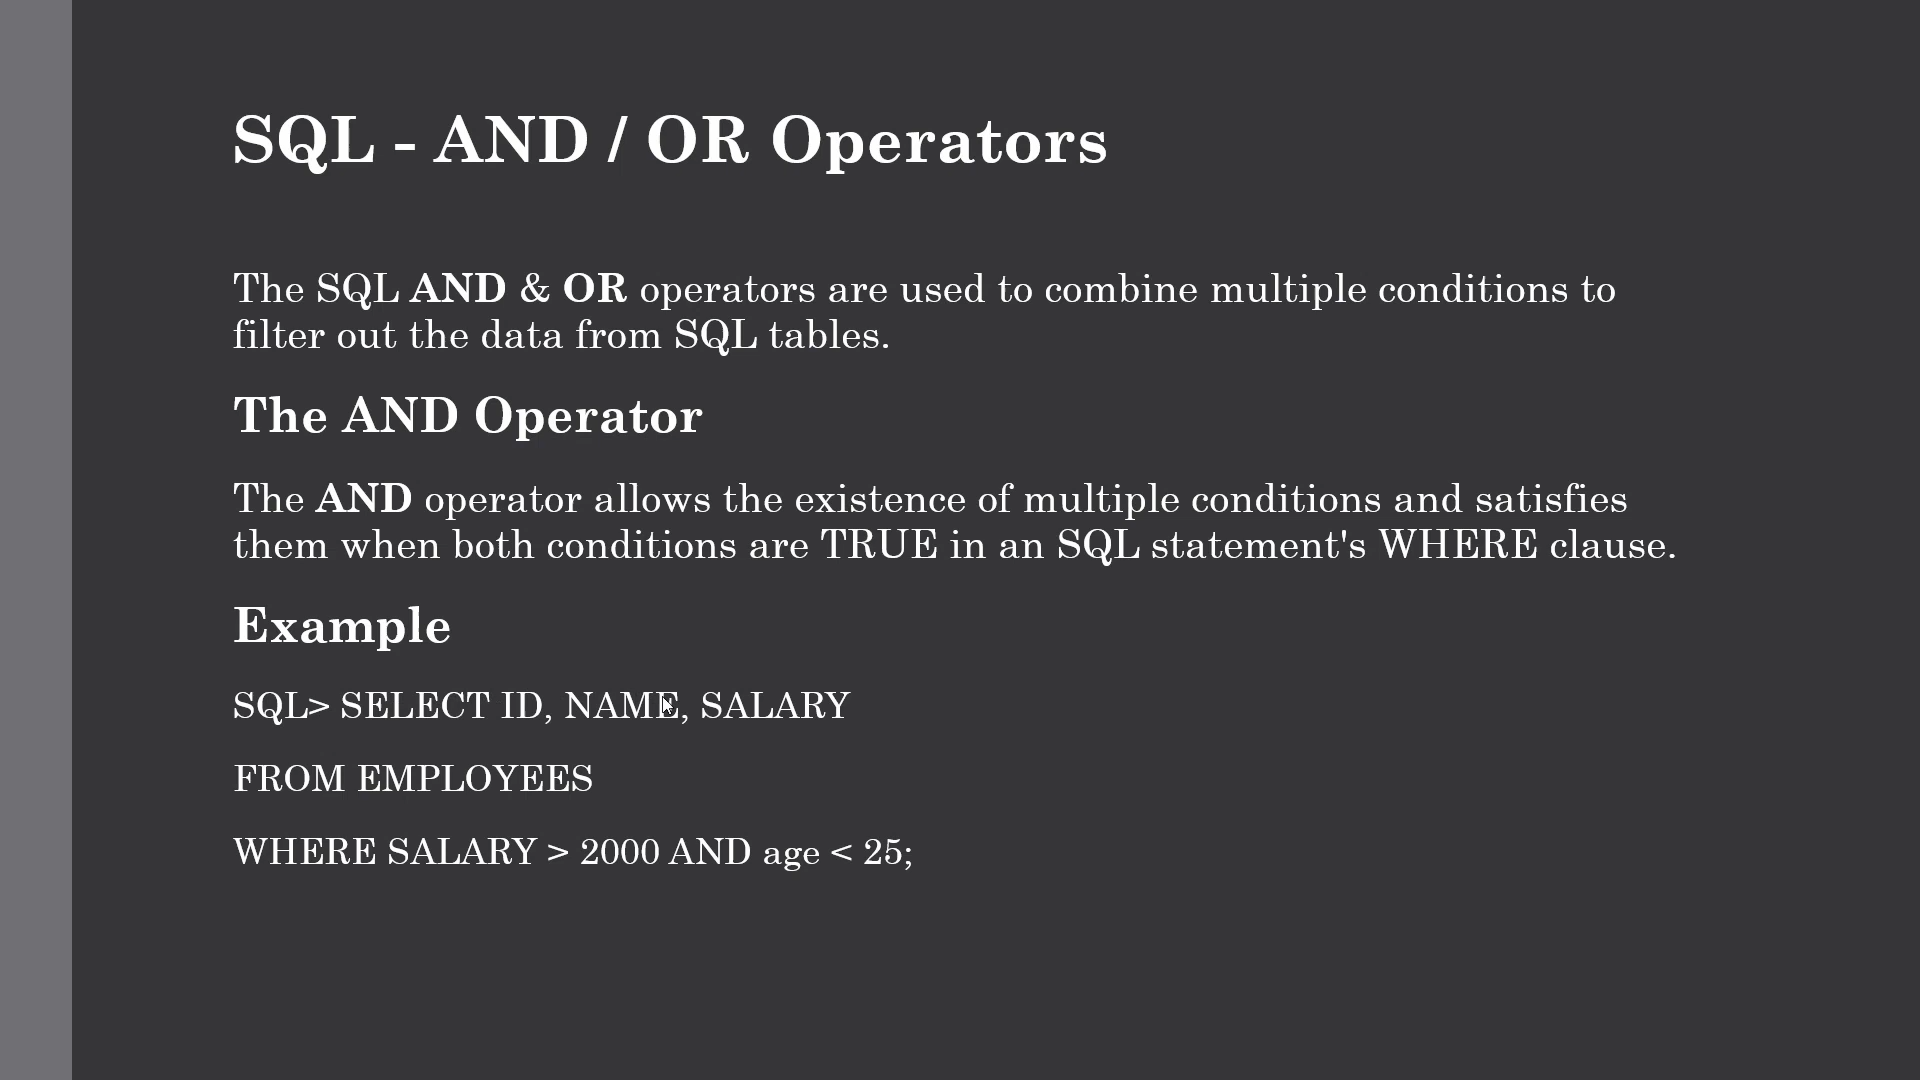 SQL - AND / OR Operators
The SQL AND & OR operators are used to combine multiple conditions to
filter out the data from SQL tables.
The AND Operator
The AND operator allows the existence of multiple conditions and satisfies
them when both conditions are TRUE in an SQL statement's WHERE clause.
Example
SQL> SELECT ID, NAME, SALARY
FROM EMPLOYEES
WHERE SALARY > 2000 AND age < 25;